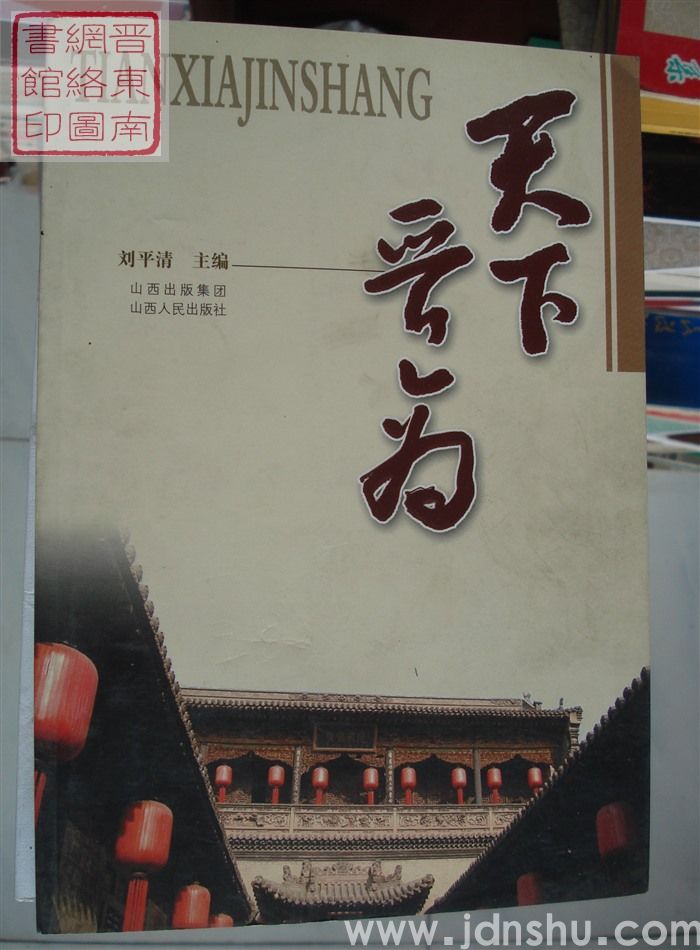 晋東南
網絡圖
書館印
TIANXIAJINSHANG
天下
晋商
刘平清 主编
山西出版集团
山西人民出版社
www.jdnshu.com